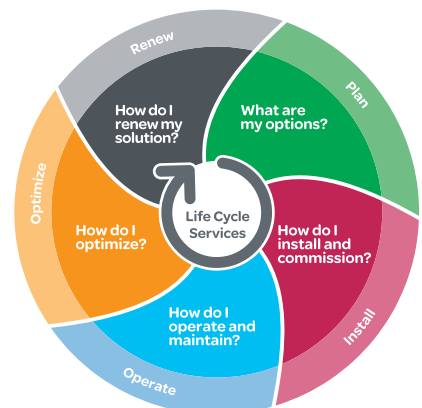 Renew
Plan
How do I
renew my
solution?
What are
my options?
Optimize
How do I
optimize?
Life Cycle
Services
How do I
install and
commission?
Install
How do I
operate and
maintain?
Operate